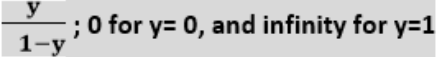 y
——— ; 0 for y= 0, and infinity for y=1
1−y